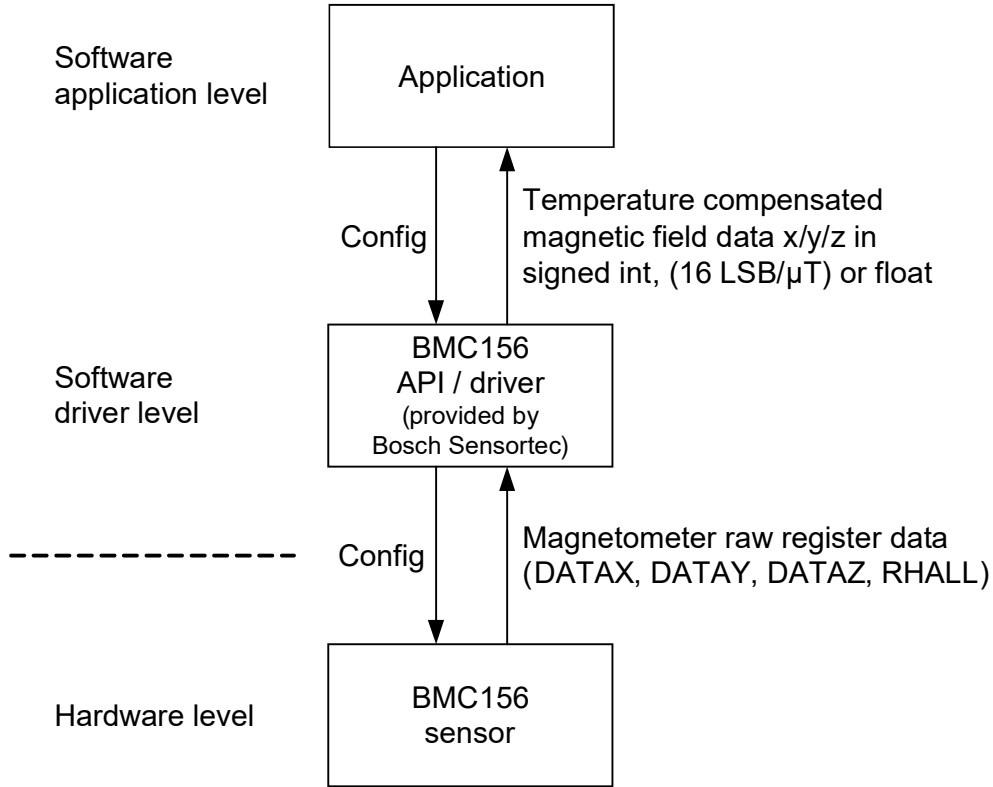 Software
application level
Application
Config
Temperature compensated
magnetic field data x/y/z in
signed int, (16 LSB/µT) or float
Software
driver level
BMC156
API / driver
(provided by
Bosch Sensortec)
Config
Magnetometer raw register data
(DATAX, DATAY, DATAZ, RHALL)
Hardware level
BMC156
sensor